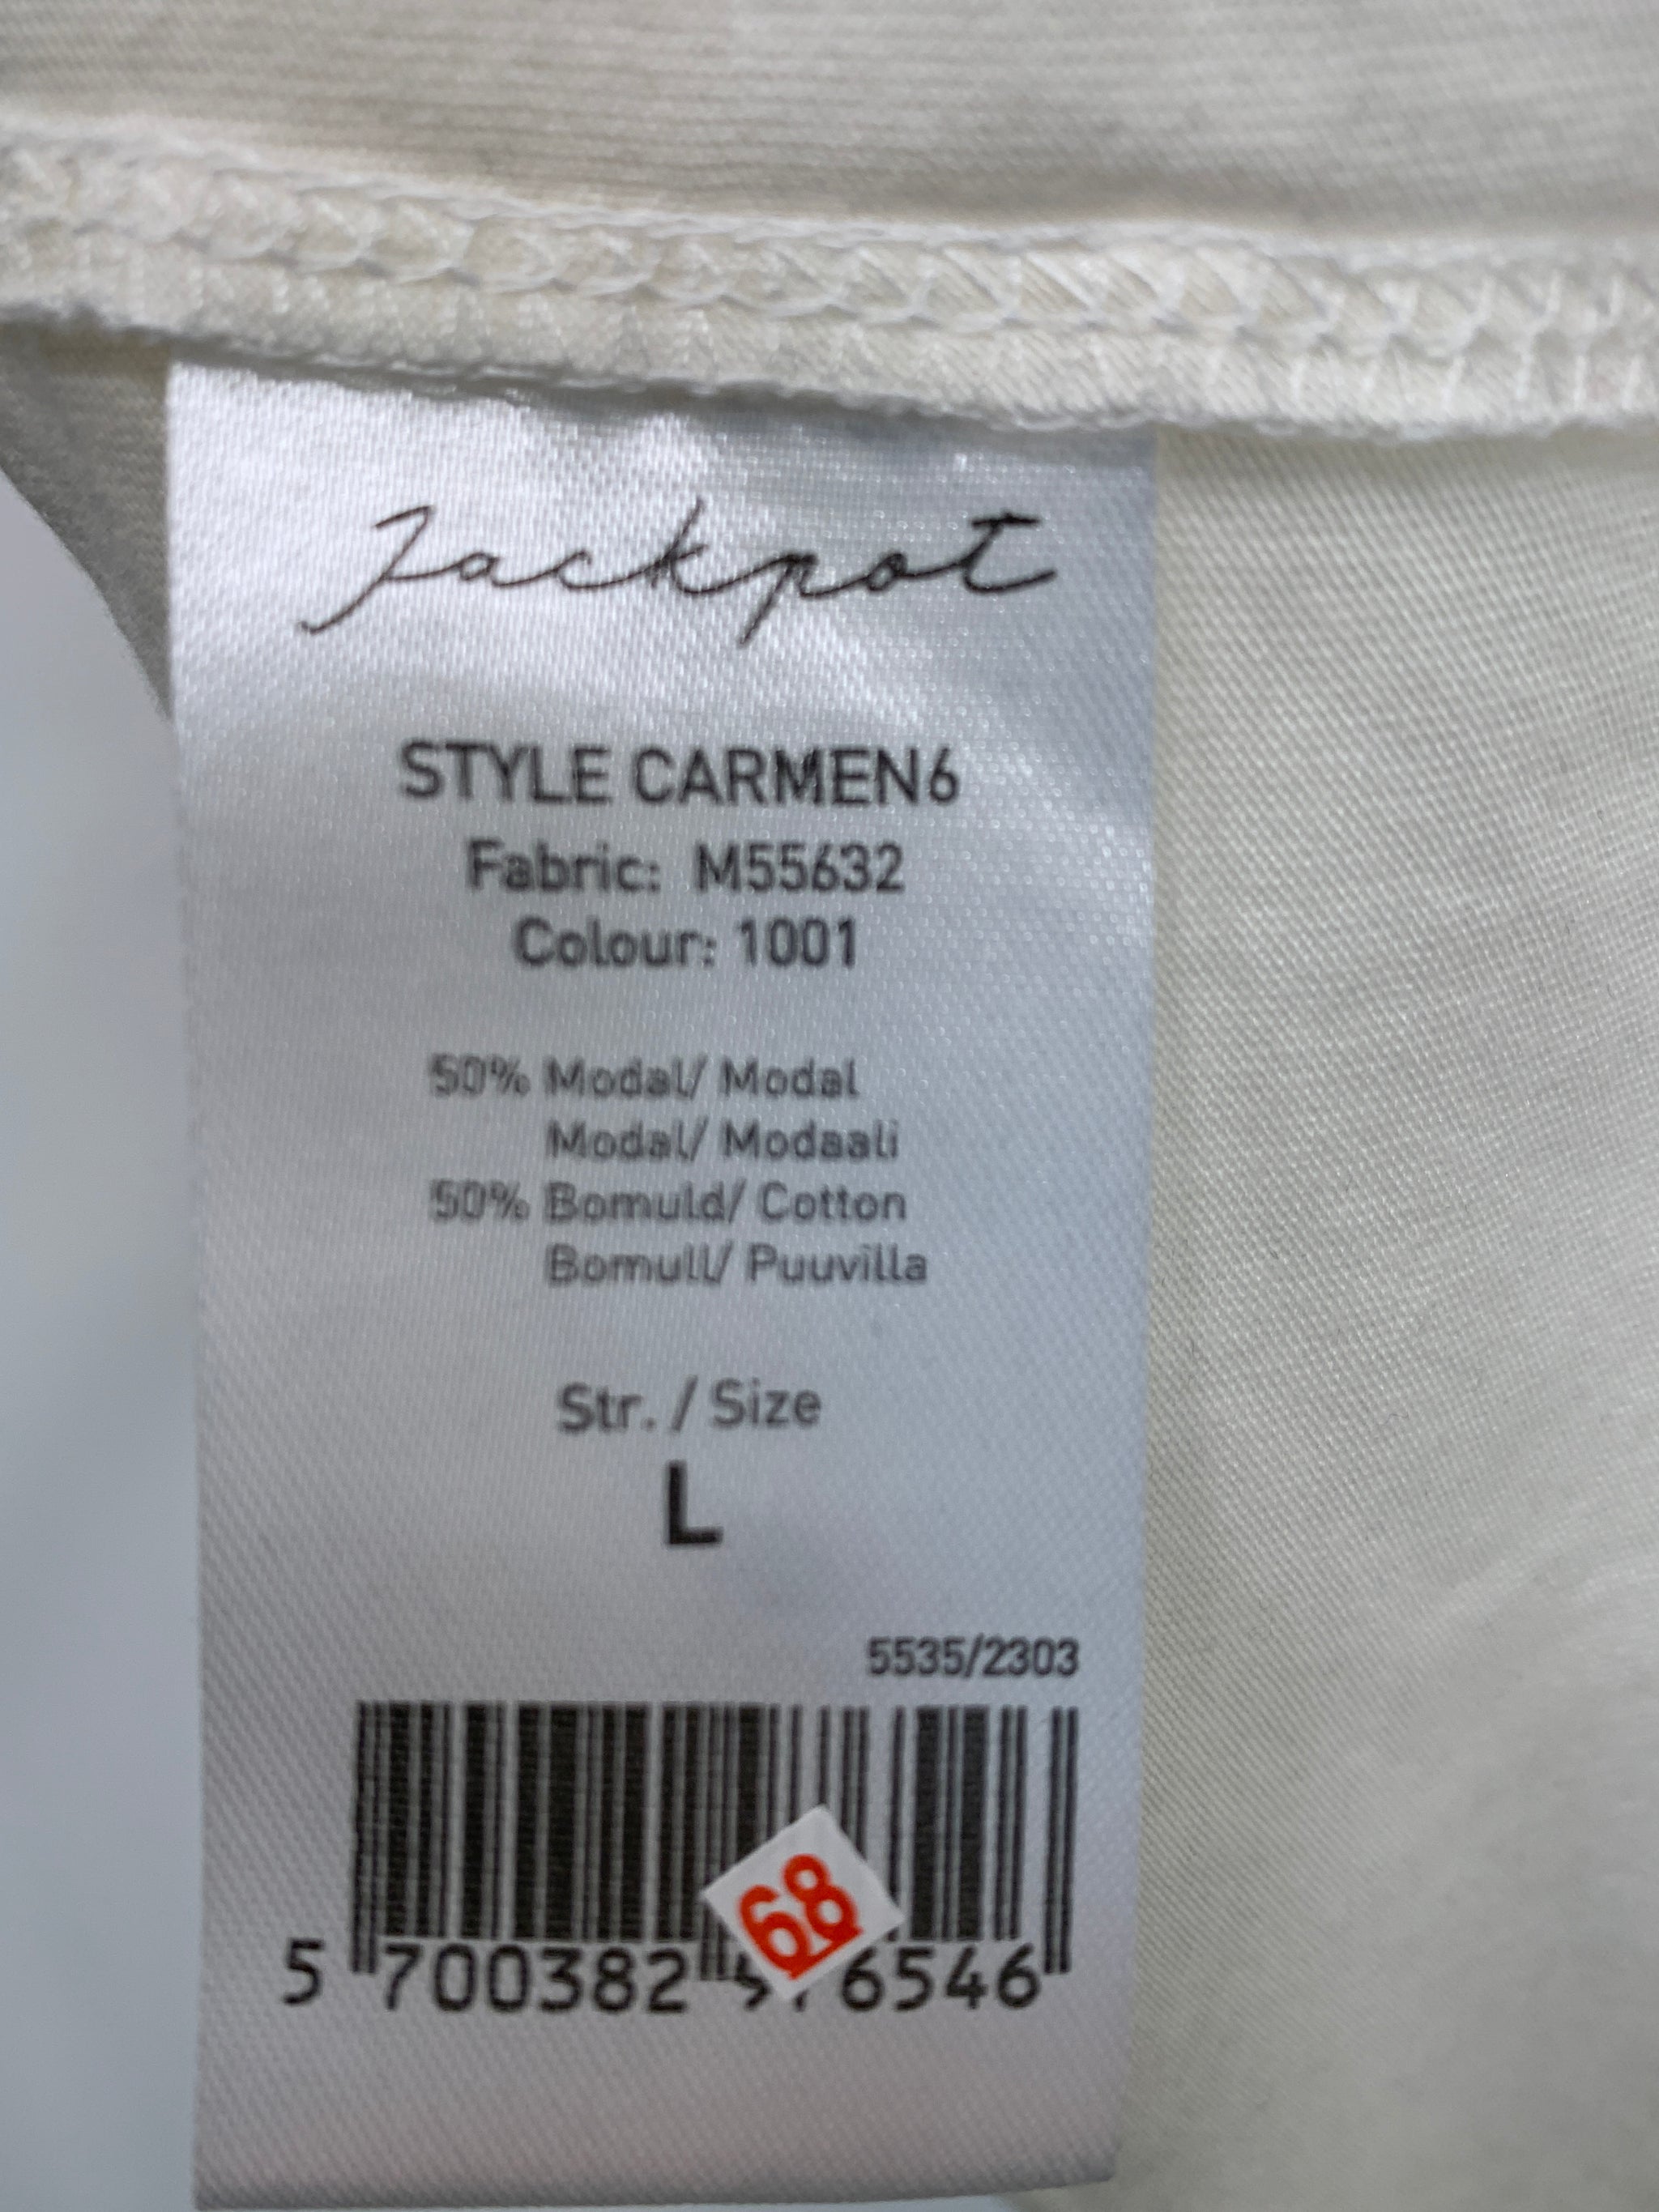 Jackpot
STYLE CARMEN6
Fabric: M55632
Colour: 1001
50% Modal/ Modal
Modal/ Modaali
50% Bomuld/ Cotton
Bomull/ Puuvilla
Str. / Size
L
5535/2303
68
5 700382 6546